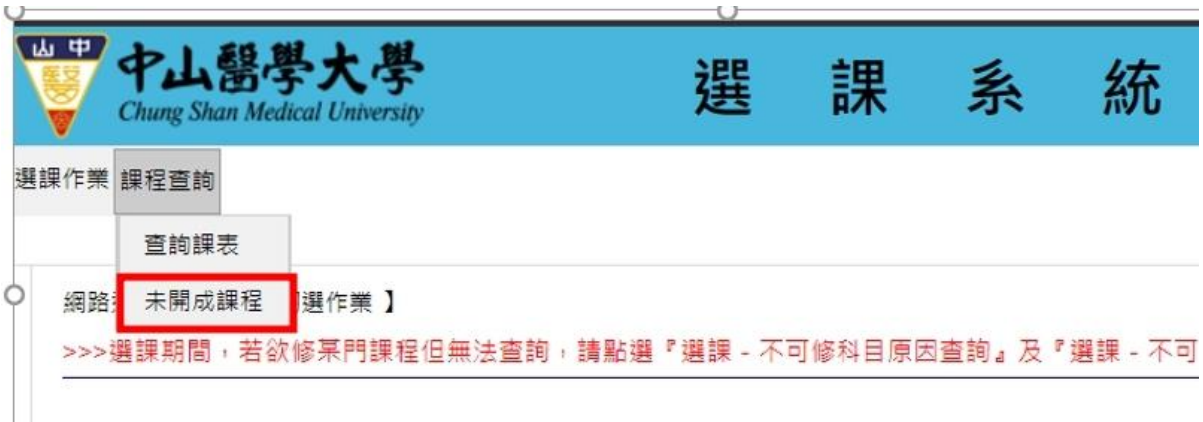 山中
中山醫學大學
Chung Shan Medical University
選課系統
選課作業 課程查詢
查詢課表
未開成課程
網路 選作業 】
>>>選課期間，若欲修某門課程但無法查詢，請點選『選課 - 不可修科目原因查詢』及『選課 - 不可